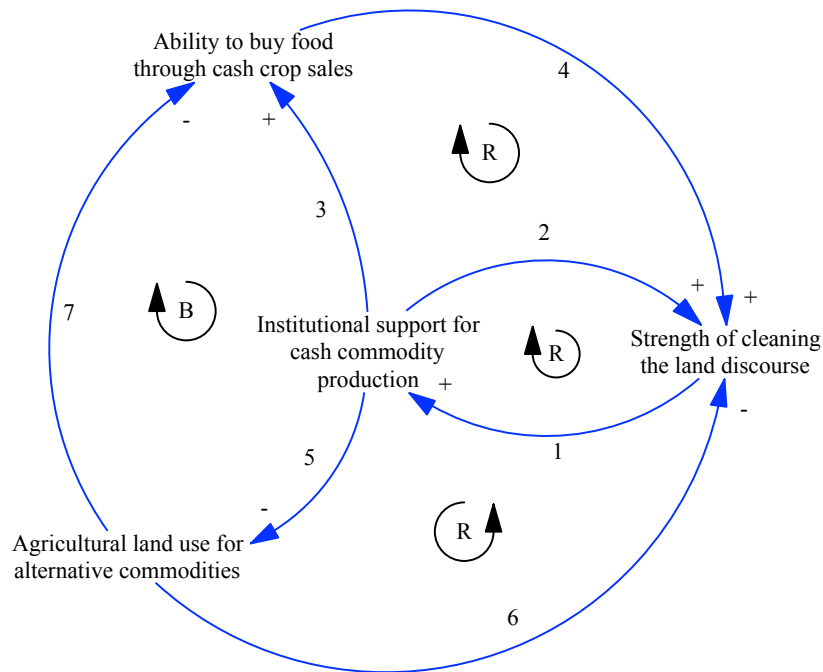 Ability to buy food
through cash crop sales
4
-
+
R
3
2
7
B
+
+
Institutional support for
cash commodity
production
R
Strength of cleaning
the land discourse
+
-
1
5
-
R
Agricultural land use for
alternative commodities
6